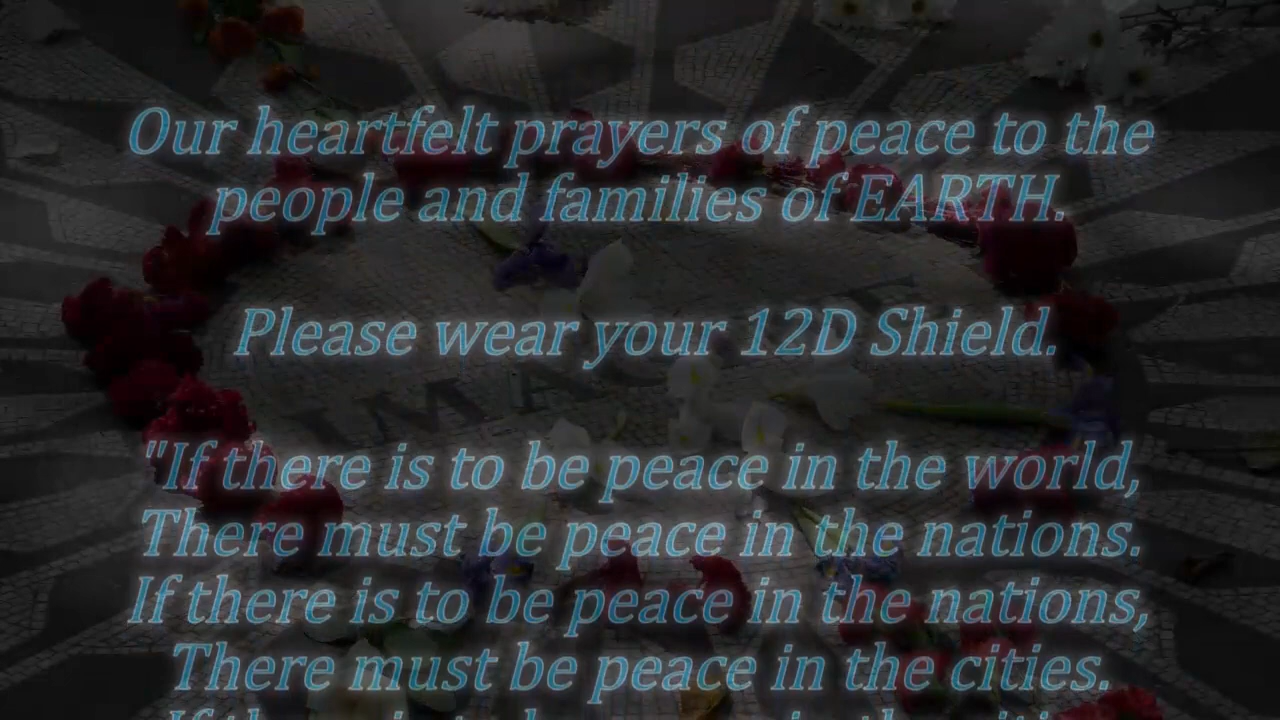 Our heartfelt prayers of peace to the
people and families of EARTH.
Please wear your 12D Shield.
"If there is to be peace in the world,
There must be peace in the nations.
If there is to be peace in the nations,
There must be peace in the cities.